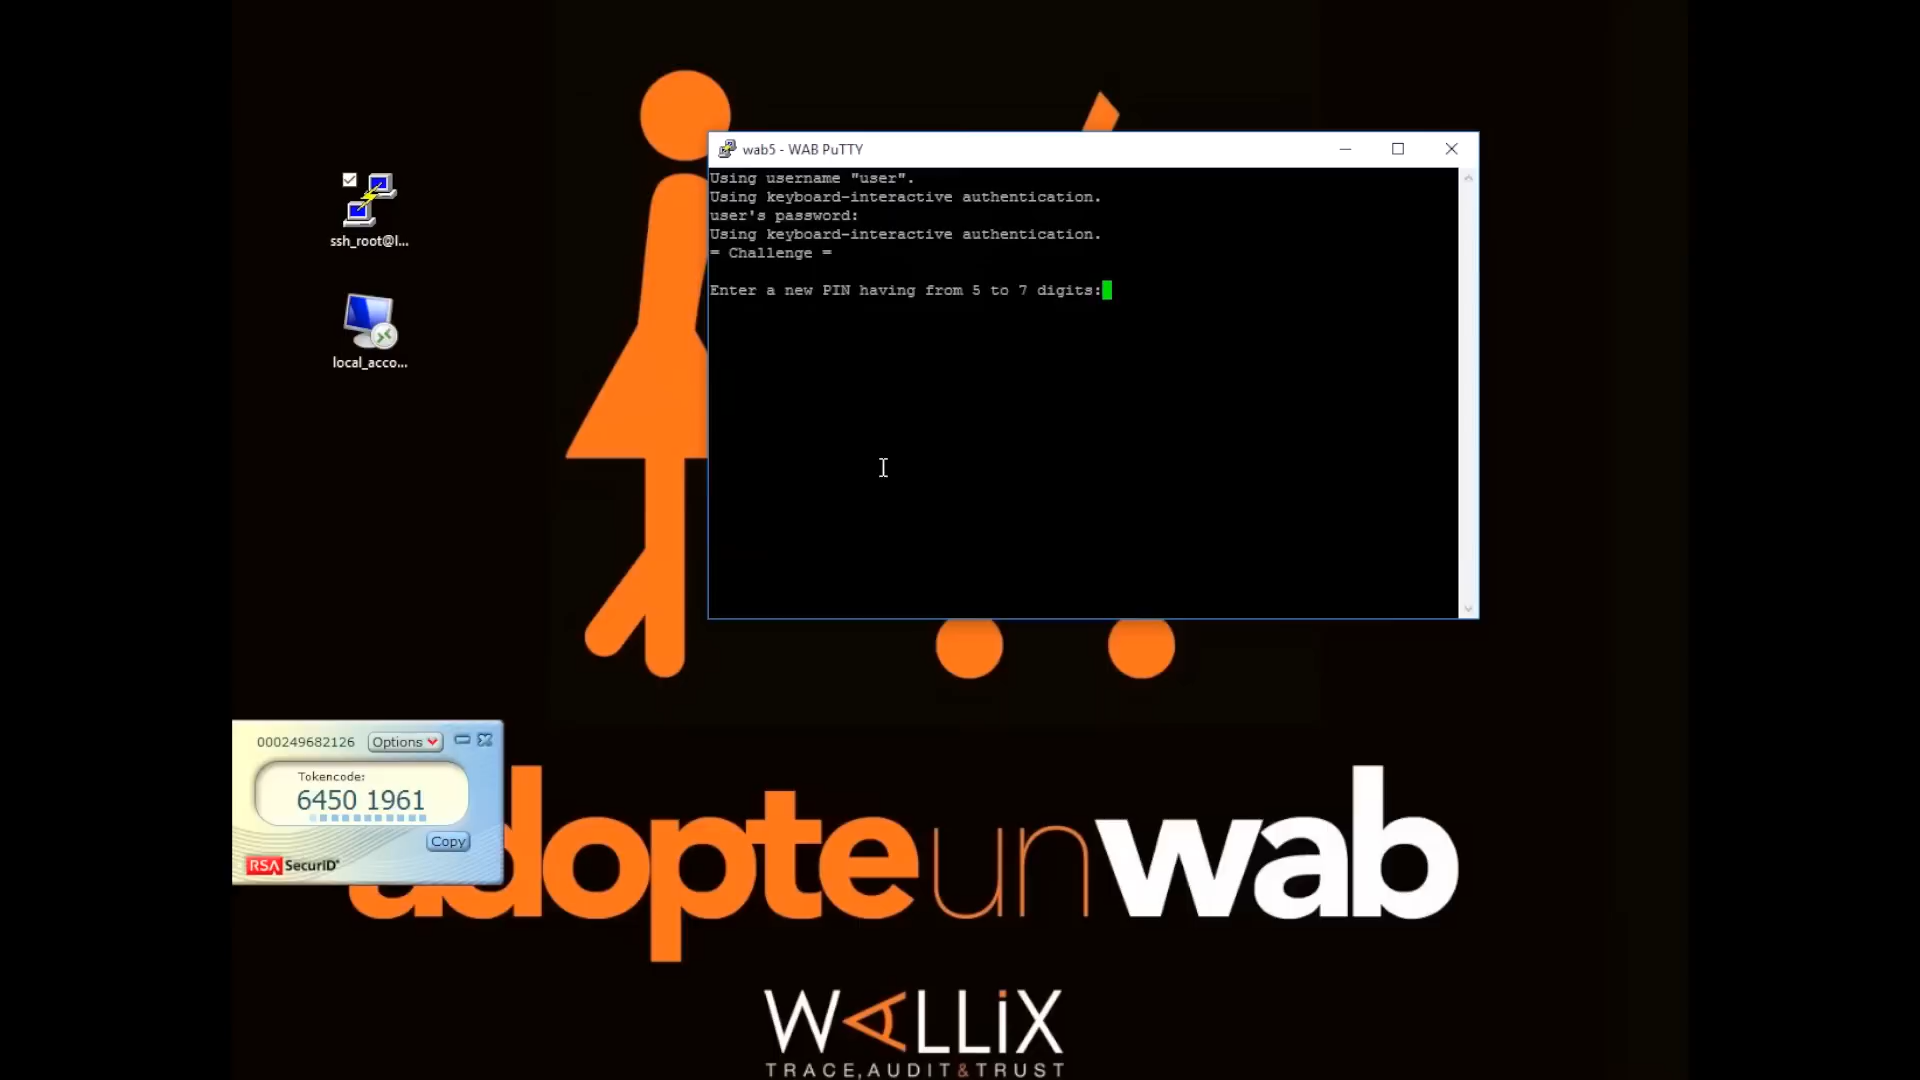 wab5 - WAB PuTTY
Using username "user".
Using keyboard-interactive authentication.
user's password:
Using keyboard-interactive authentication.
= Challenge =
Enter a new PIN having from 5 to 7 digits:
ssh_root@l...
local_acco...
000249682126 Options
Tokencode:
6450 1961
Copy
RSA SecurID®
adopteunwab
WALLiX
TRACE,AUDIT&TRUST